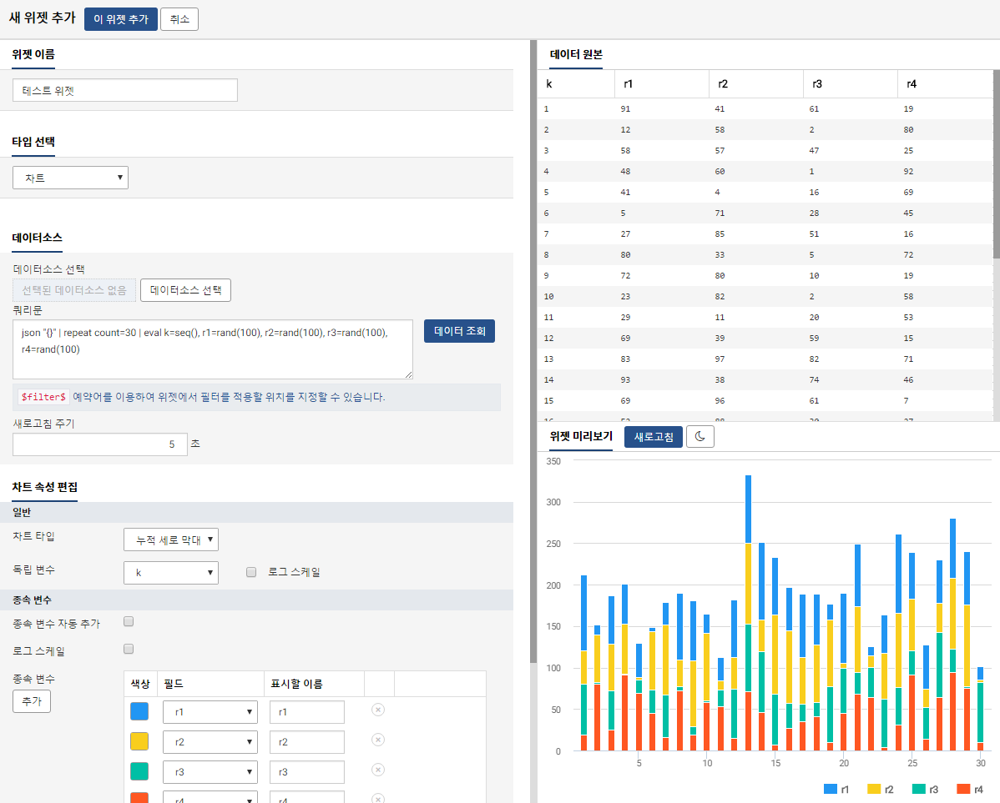 새 위젯 추가 이 위젯 추가 취소
위젯 이름
테스트 위젯
타입 선택
차트
데이터소스
데이터소스 선택
선택된 데이터소스 없음 데이터소스 선택
쿼리문
json "{}" | repeat count=30 | eval k=seq(), r1=rand(100), r2=rand(100), r3=rand(100),
r4=rand(100)
데이터 조회
$filter$ 예약어를 이용하여 위젯에서 필터를 적용할 위치를 지정할 수 있습니다.
새로고침 주기
5 초
차트 속성 편집
일반
차트 타입 누적 세로 막대
독립 변수 k 로그 스케일
종속 변수
종속 변수 자동 추가
로그 스케일
종속 변수
추가
색상 필드 표시할 이름
r1 r1
r2 r2
r3 r3
r4 r4
데이터 원본
k r1 r2 r3 r4
1 91 41 61 19
2 12 58 2 80
3 58 57 47 25
4 48 60 1 92
5 41 4 16 69
6 5 71 28 45
7 27 85 51 16
8 80 33 5 72
9 72 80 10 19
10 23 82 2 58
11 29 11 20 53
12 69 39 59 15
13 83 97 82 71
14 93 38 74 46
15 69 96 61 7
위젯 미리보기 새로고침
350
300
250
200
150
100
50
0
5 10 15 20 25 30
r1 r2 r3 r4